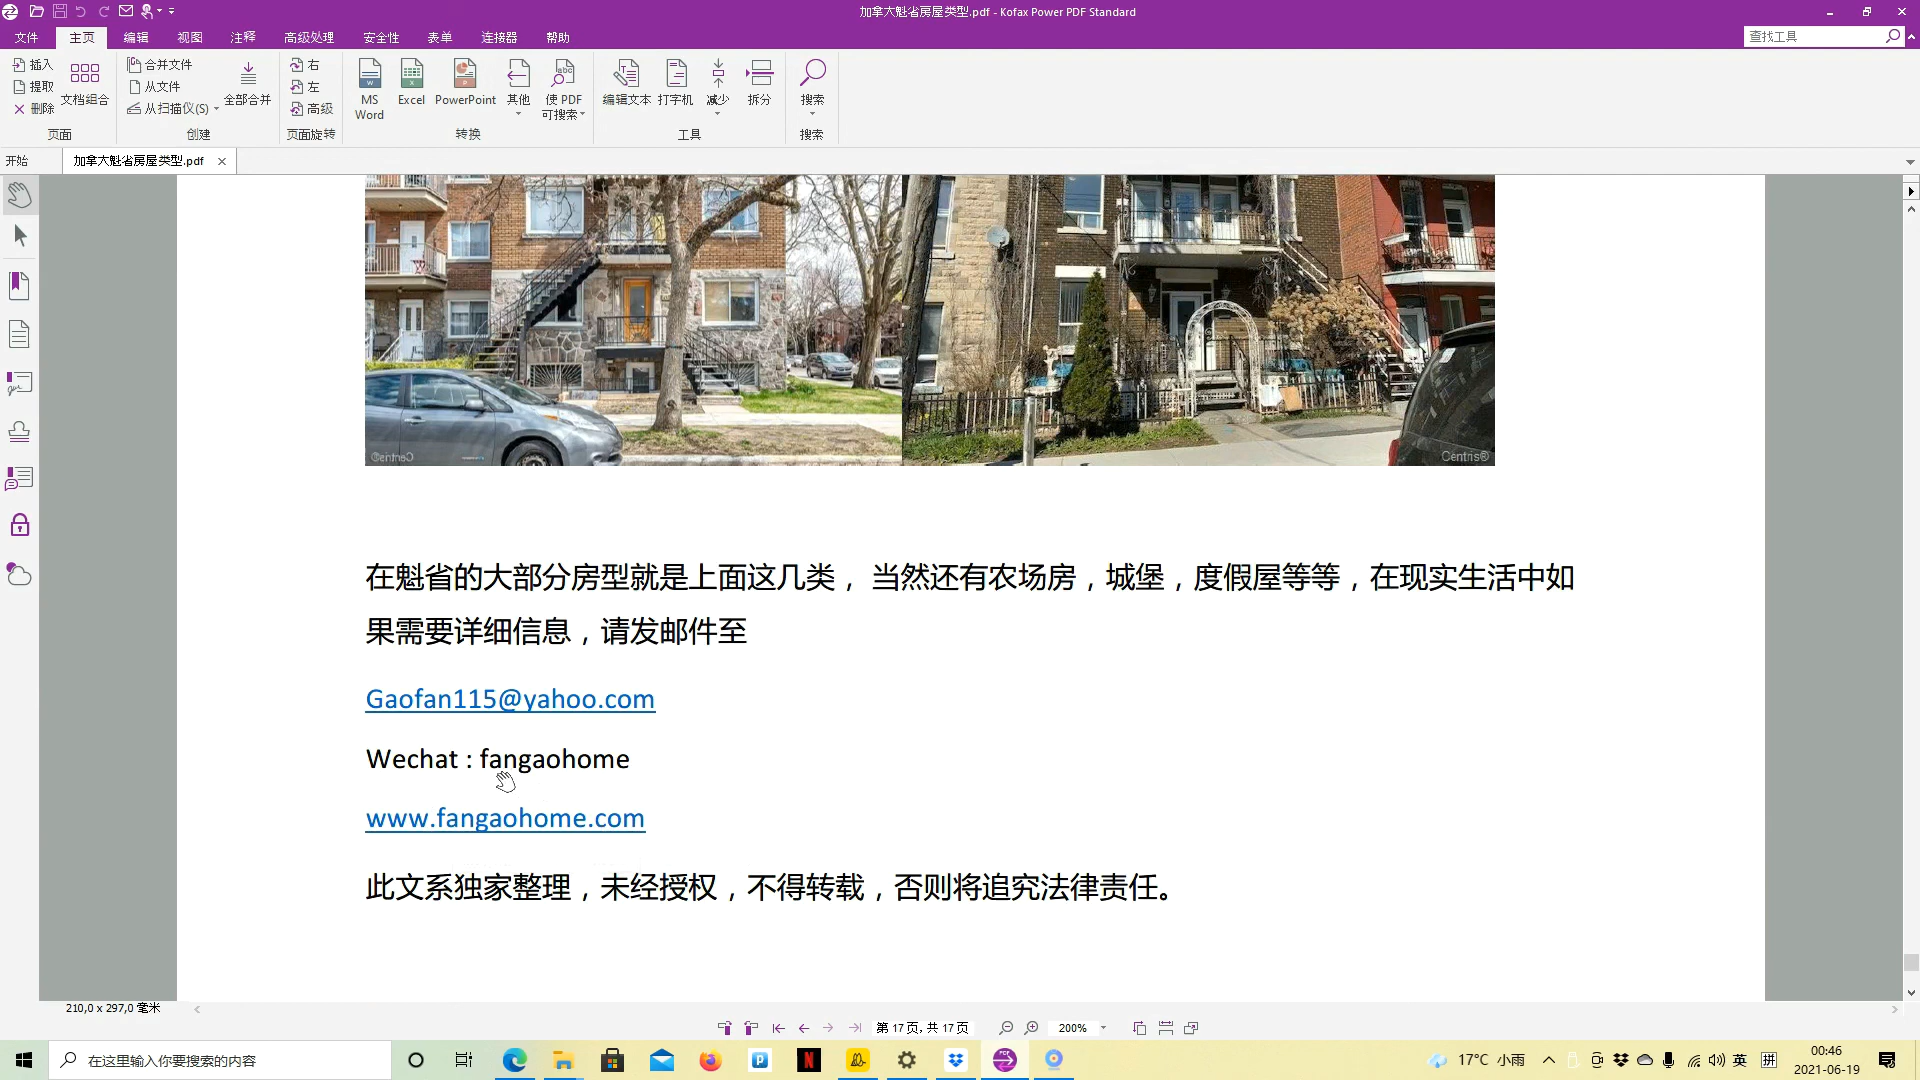 加拿大魁省房屋类型.pdf - Kofax Power PDF Standard
文件 主页 编辑 视图 注释 高级处理 安全性 表单 连接器 帮助
查找工具
插入
提取
删除
文档组合
页面
合并文件
从文件
从扫描仪(S)
全部合并
创建
右
左
高级
页面旋转
MS Word
Excel
PowerPoint
其他
使 PDF 可搜索
转换
编辑文本
打字机
减少
拆分
工具
搜索
搜索
开始
加拿大魁省房屋类型.pdf
Centris®
在魁省的大部分房型就是上面这几类， 当然还有农场房，城堡，度假屋等等，在现实生活中如
果需要详细信息，请发邮件至
Gaofan115@yahoo.com
Wechat : fangaohome
www.fangaohome.com
此文系独家整理，未经授权，不得转载，否则将追究法律责任。
210,0 x 297,0 毫米
第 17 页, 共 17 页
200%
在这里输入你要搜索的内容
17°C 小雨
英
拼
00:46
2021-06-19